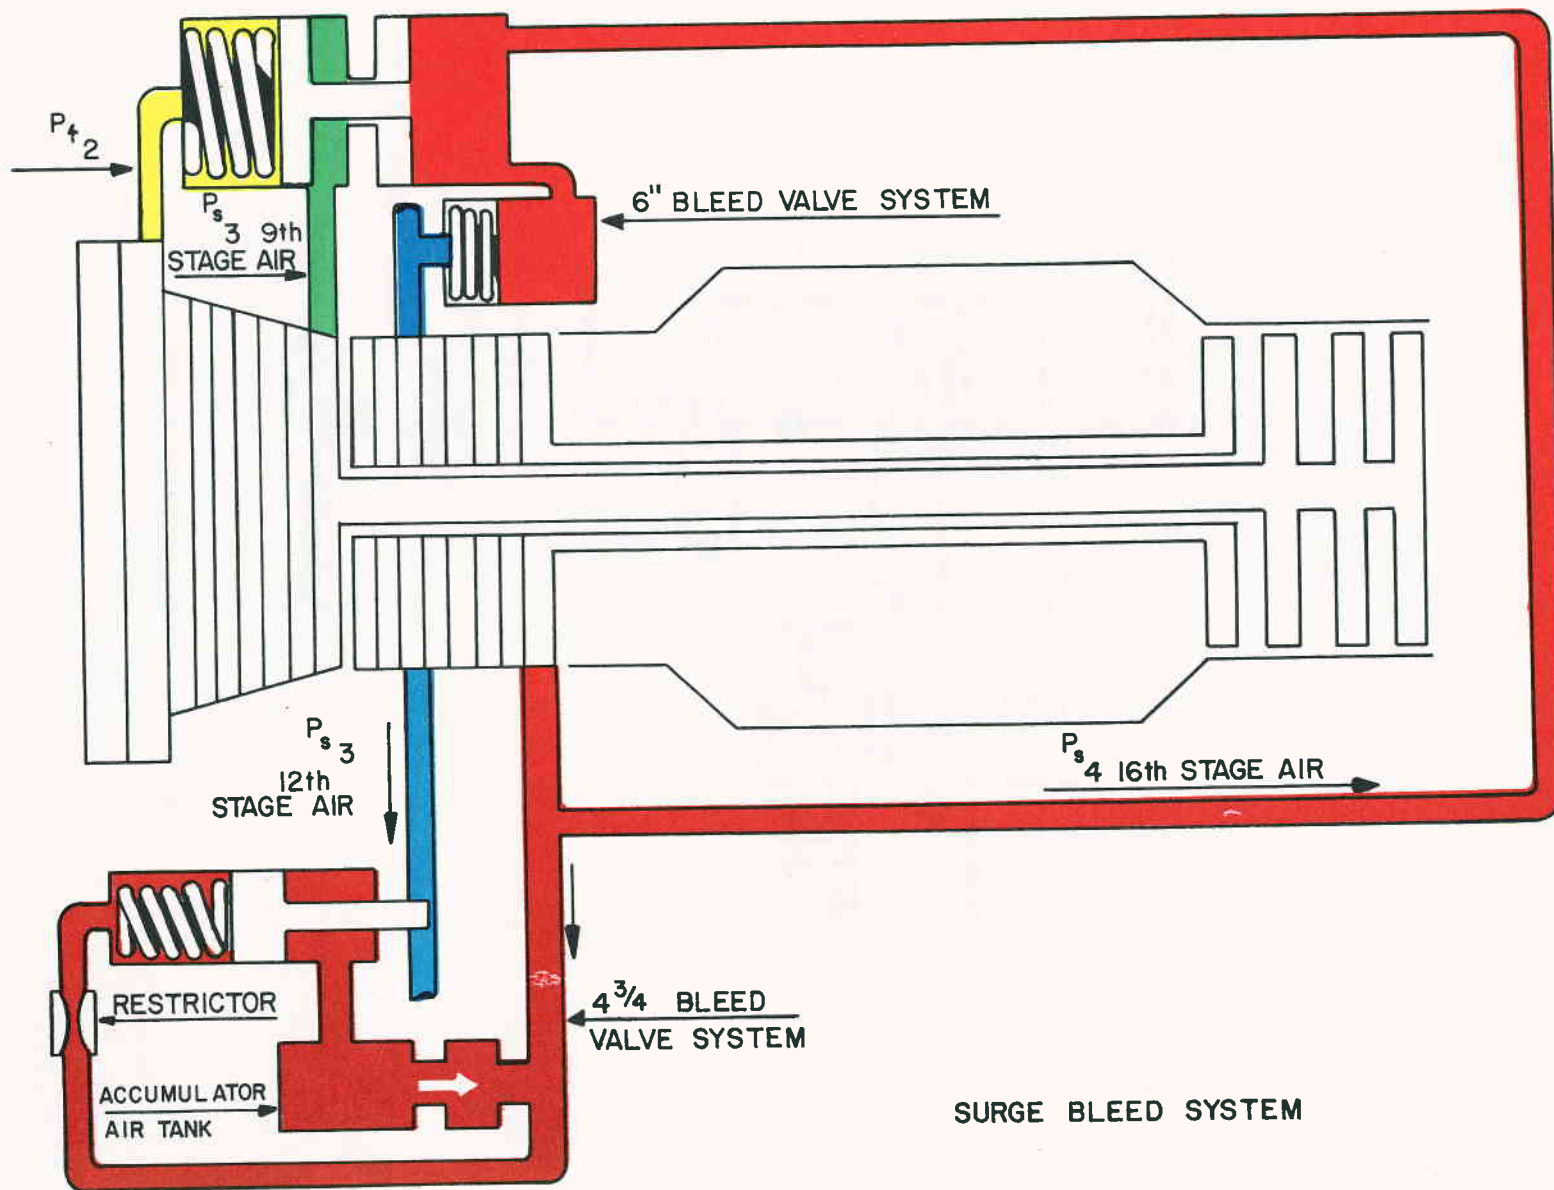 Pt2
6" BLEED VALVE SYSTEM
Ps3 9th
STAGE AIR
Ps3
12th
STAGE AIR
Ps4 16th STAGE AIR
RESTRICTOR
4 3/4 BLEED
VALVE SYSTEM
ACCUMULATOR
AIR TANK
SURGE BLEED SYSTEM